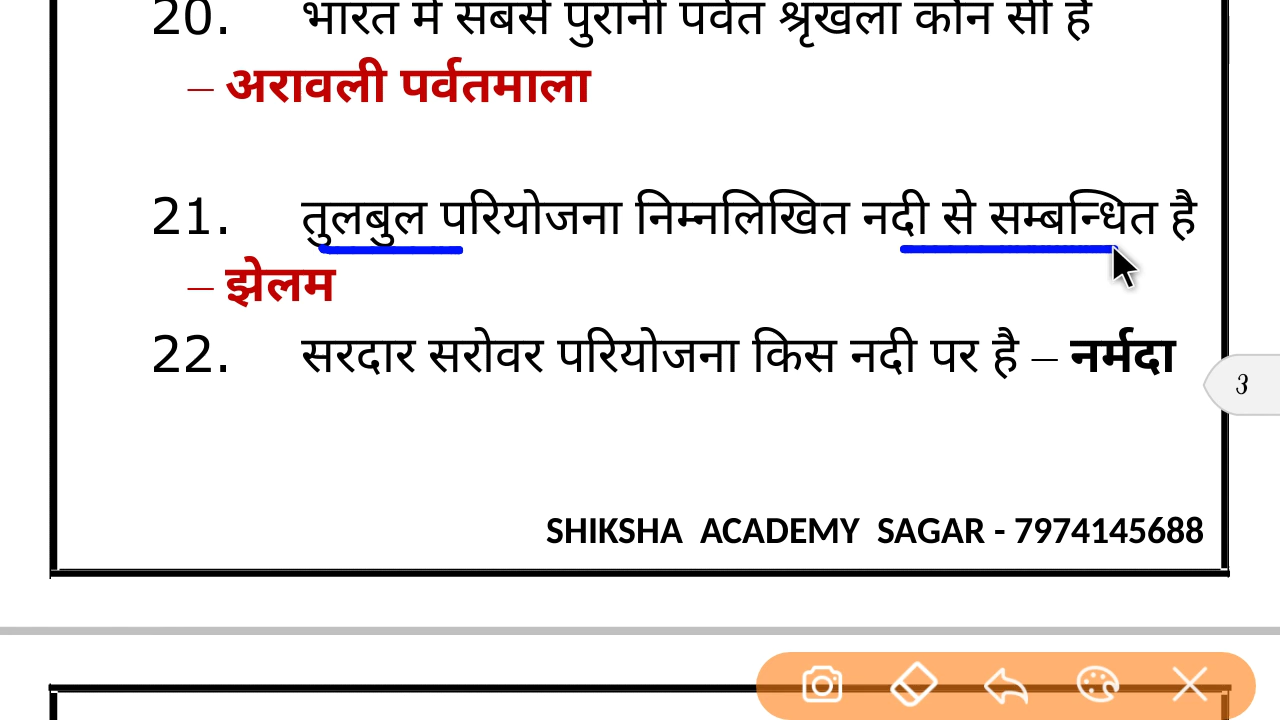 20. भारत में सबसे पुरानी पर्वत श्रृंखला कौन सी है
– अरावली पर्वतमाला
21. तुलबुल परियोजना निम्नलिखित नदी से सम्बन्धित है
– झेलम
22. सरदार सरोवर परियोजना किस नदी पर है – नर्मदा
3
SHIKSHA ACADEMY SAGAR - 7974145688